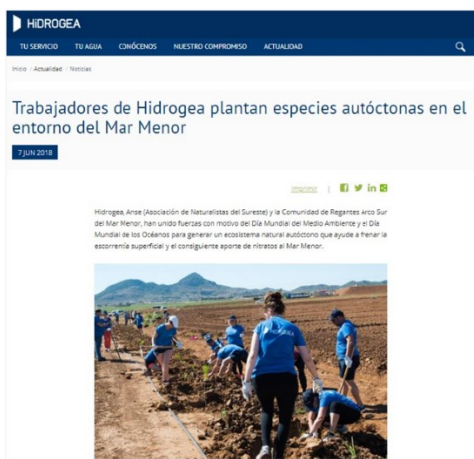 HiDROGEA
TU SERVICIO TU AGUA CONÓCENOS NUESTRO COMPROMISO ACTUALIDAD
Inicio / Actualidad / Noticias
Trabajadores de Hidrogea plantan especies autóctonas en el
entorno del Mar Menor
7 JUN 2018
Hidrogea, Anse (Asociación de Naturalistas del Sureste) y la Comunidad de Regantes Arco Sur
del Mar Menor, han unido fuerzas con motivo del Día Mundial del Medio Ambiente y el Día
Mundial de los Océanos para generar un ecosistema natural autóctono que ayude a frenar la
escorrentía superficial y el consiguiente aporte de nitratos al Mar Menor.
HIDROGEA